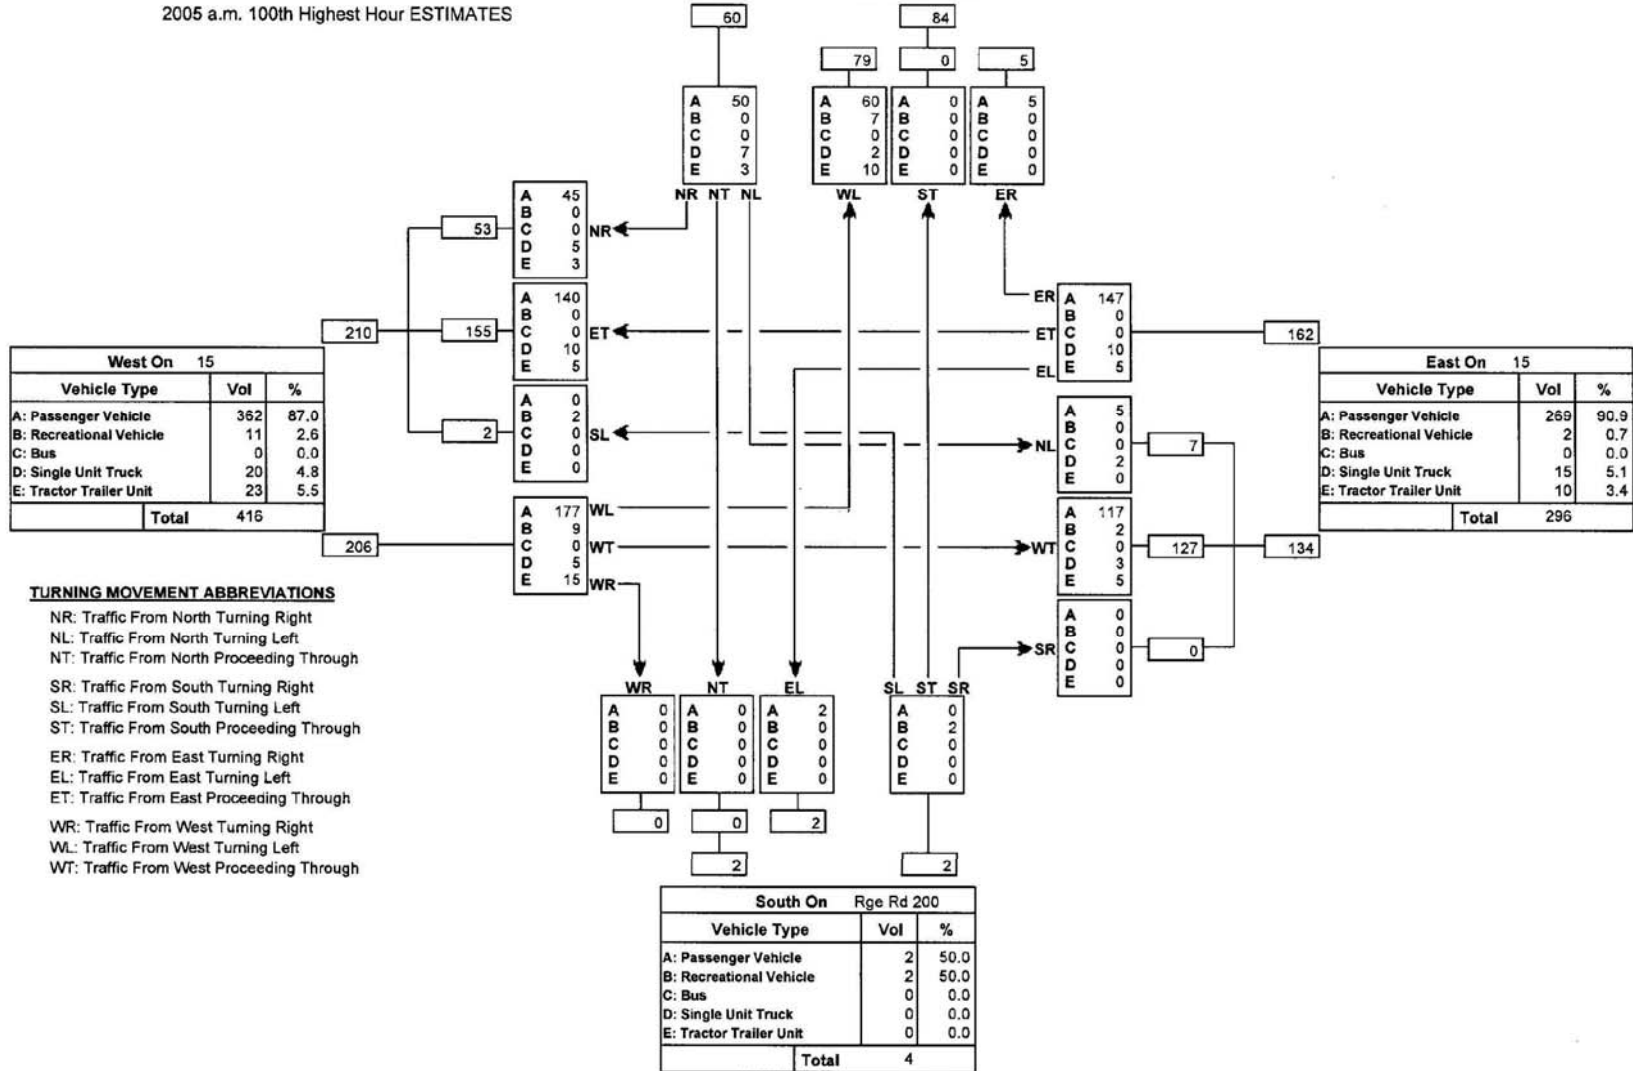 2005 a.m. 100th Highest Hour ESTIMATES
60
84
79
0
5
A 50
B 0
C 0
D 7
E 3
A 60
B 7
C 0
D 2
E 10
A 0
B 0
C 0
D 0
E 0
A 5
B 0
C 0
D 0
E 0
NR NT NL
WL
ST
ER
53
A 45
B 0
C 0
D 5
E 3
NR
210
155
A 140
B 0
C 0
D 10
E 5
ET
2
A 0
B 2
C 0
D 0
E 0
SL
206
A 177
B 9
C 0
D 5
E 15
WL
WT
WR
ER
ET
EL
A 147
B 0
C 0
D 10
E 5
162
NL
A 5
B 0
C 0
D 2
E 0
7
WT
A 117
B 2
C 0
D 3
E 5
127
134
SR
A 0
B 0
C 0
D 0
E 0
0
West On 15
Vehicle Type Vol %
A: Passenger Vehicle 362 87.0
B: Recreational Vehicle 11 2.6
C: Bus 0 0.0
D: Single Unit Truck 20 4.8
E: Tractor Trailer Unit 23 5.5
Total 416
East On 15
Vehicle Type Vol %
A: Passenger Vehicle 269 90.9
B: Recreational Vehicle 2 0.7
C: Bus 0 0.0
D: Single Unit Truck 15 5.1
E: Tractor Trailer Unit 10 3.4
Total 296
TURNING MOVEMENT ABBREVIATIONS
NR: Traffic From North Turning Right
NL: Traffic From North Turning Left
NT: Traffic From North Proceeding Through
SR: Traffic From South Turning Right
SL: Traffic From South Turning Left
ST: Traffic From South Proceeding Through
ER: Traffic From East Turning Right
EL: Traffic From East Turning Left
ET: Traffic From East Proceeding Through
WR: Traffic From West Turning Right
WL: Traffic From West Turning Left
WT: Traffic From West Proceeding Through
WR
NT
EL
SL ST SR
A 0
B 0
C 0
D 0
E 0
A 0
B 0
C 0
D 0
E 0
A 2
B 0
C 0
D 0
E 0
A 0
B 2
C 0
D 0
E 0
0
0
2
2
2
South On Rge Rd 200
Vehicle Type Vol %
A: Passenger Vehicle 2 50.0
B: Recreational Vehicle 2 50.0
C: Bus 0 0.0
D: Single Unit Truck 0 0.0
E: Tractor Trailer Unit 0 0.0
Total 4